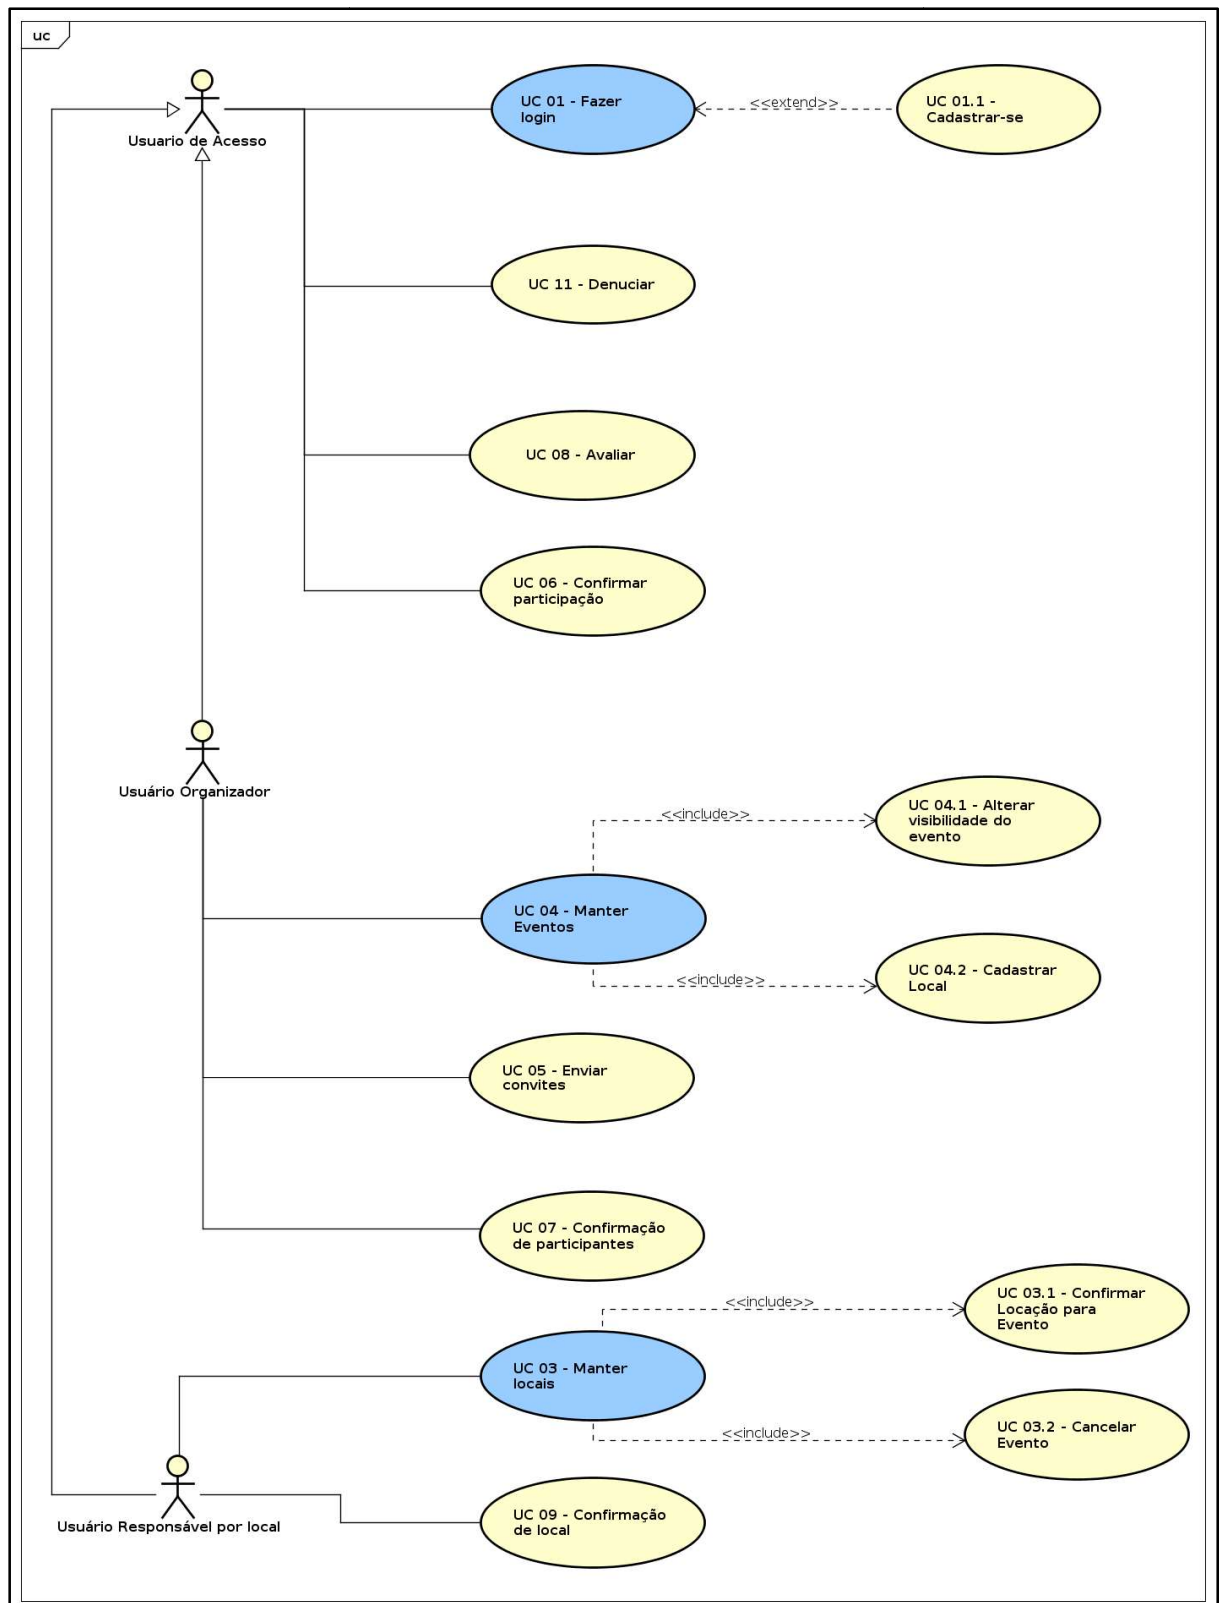 uc
Usuario de Acesso
UC 01 - Fazer
login
<<extend>>
UC 01.1 -
Cadastrar-se
UC 11 - Denuciar
UC 08 - Avaliar
UC 06 - Confirmar
participação
Usuário Organizador
<<include>>
UC 04.1 - Alterar
visibilidade do
evento
UC 04 - Manter
Eventos
<<include>>
UC 04.2 - Cadastrar
Local
UC 05 - Enviar
convites
UC 07 - Confirmação
de participantes
<<include>>
UC 03.1 - Confirmar
Locação para
Evento
UC 03 - Manter
locais
<<include>>
UC 03.2 - Cancelar
Evento
Usuário Responsável por local
UC 09 - Confirmação
de local